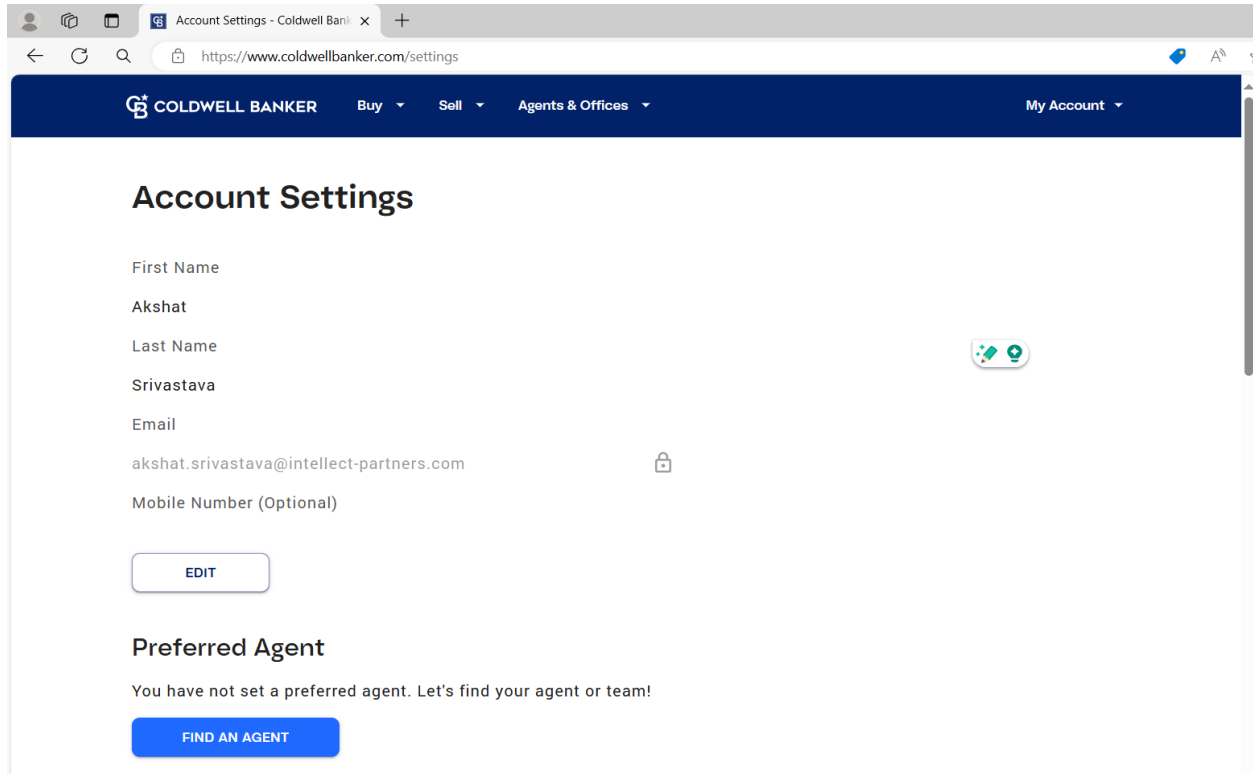 Account Settings - Coldwell Bank
https://www.coldwellbanker.com/settings
COLDWELL BANKER Buy Sell Agents & Offices My Account
Account Settings
First Name
Akshat
Last Name
Srivastava
Email
akshat.srivastava@intellect-partners.com
Mobile Number (Optional)
EDIT
Preferred Agent
You have not set a preferred agent. Let's find your agent or team!
FIND AN AGENT